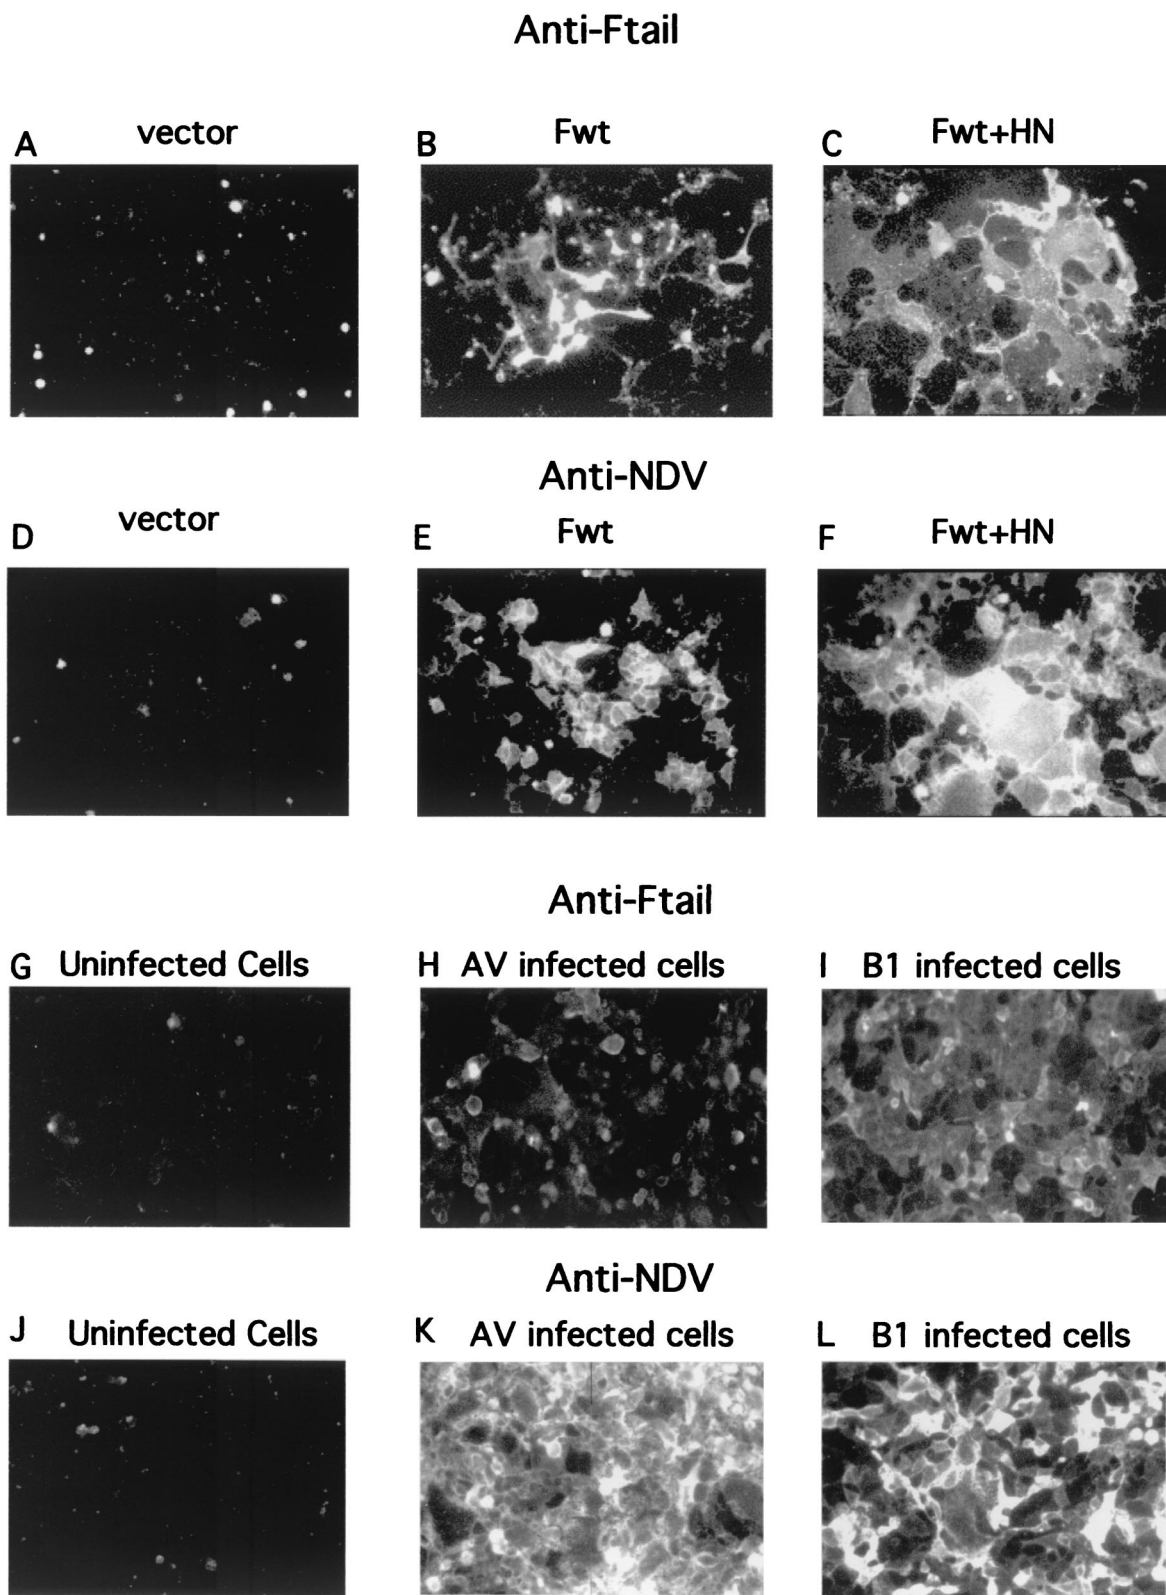 Anti-Ftail
A vector B Fwt C Fwt+HN
Anti-NDV
D vector E Fwt F Fwt+HN
Anti-Ftail
G Uninfected Cells H AV infected cells I B1 infected cells
Anti-NDV
J Uninfected Cells K AV infected cells L B1 infected cells